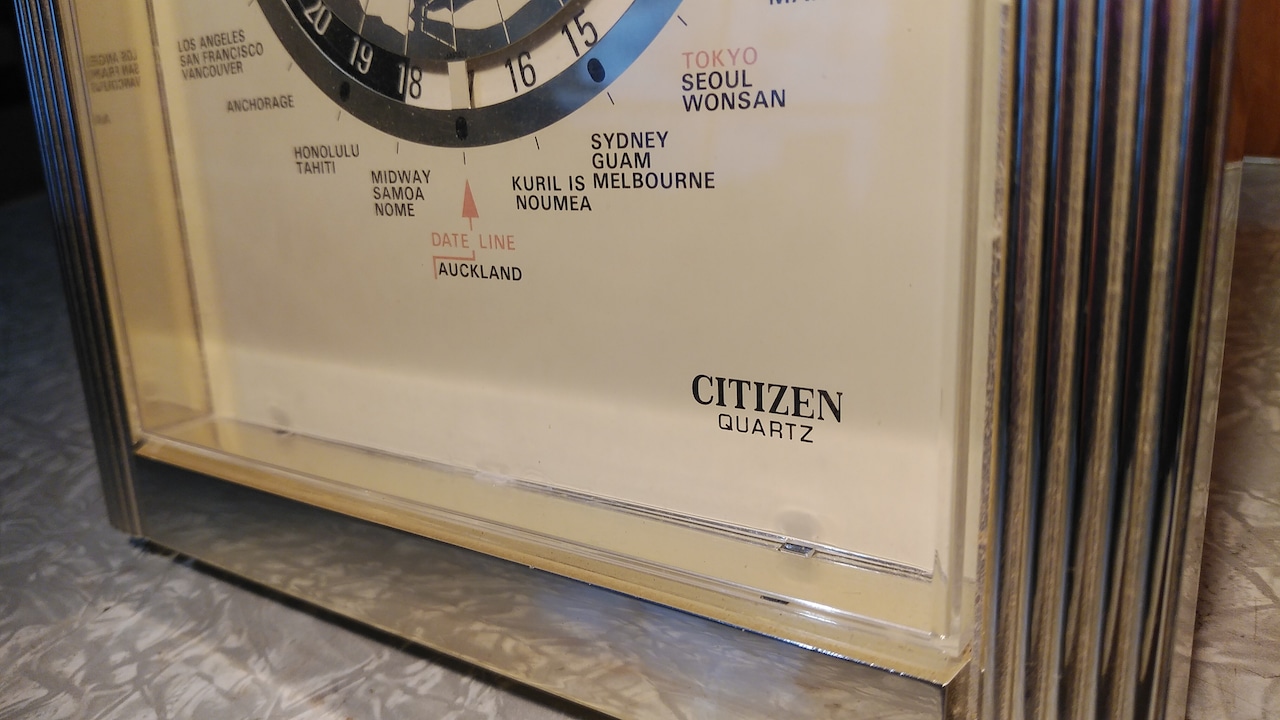 20
19
18
17
16
15
LOS ANGELES
SAN FRANCISCO
VANCOUVER
ANCHORAGE
HONOLULU
TAHITI
MIDWAY
SAMOA
NOME
DATE LINE
AUCKLAND
KURIL IS
NOUMEA
SYDNEY
GUAM
MELBOURNE
TOKYO
SEOUL
WONSAN
CITIZEN
QUARTZ